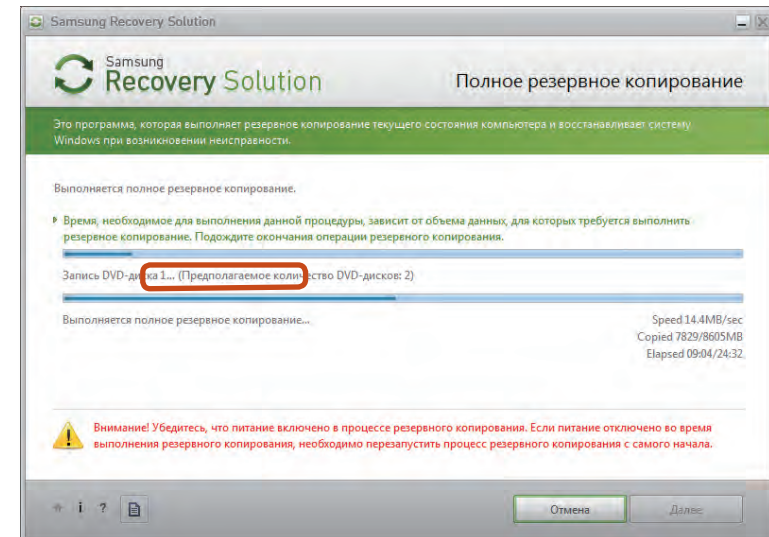 Samsung Recovery Solution
Samsung
Recovery Solution
Полное резервное копирование
Это программа, которая выполняет резервное копирование текущего состояния компьютера и восстанавливает систему
Windows при возникновении неисправности.
Выполняется полное резервное копирование.
Время, необходимое для выполнения данной процедуры, зависит от объема данных, для которых требуется выполнить
резервное копирование. Подождите окончания операции резервного копирования.
Запись DVD-диска 1... (Предполагаемое количество DVD-дисков: 2)
Выполняется полное резервное копирование...
Speed 14.4MB/sec
Copied 7829/8605MB
Elapsed 09:04/24:32
Внимание! Убедитесь, что питание включено в процессе резервного копирования. Если питание отключено во время
выполнения резервного копирования, необходимо перезапустить процесс резервного копирования с самого начала.
i ?
Отмена
Далее